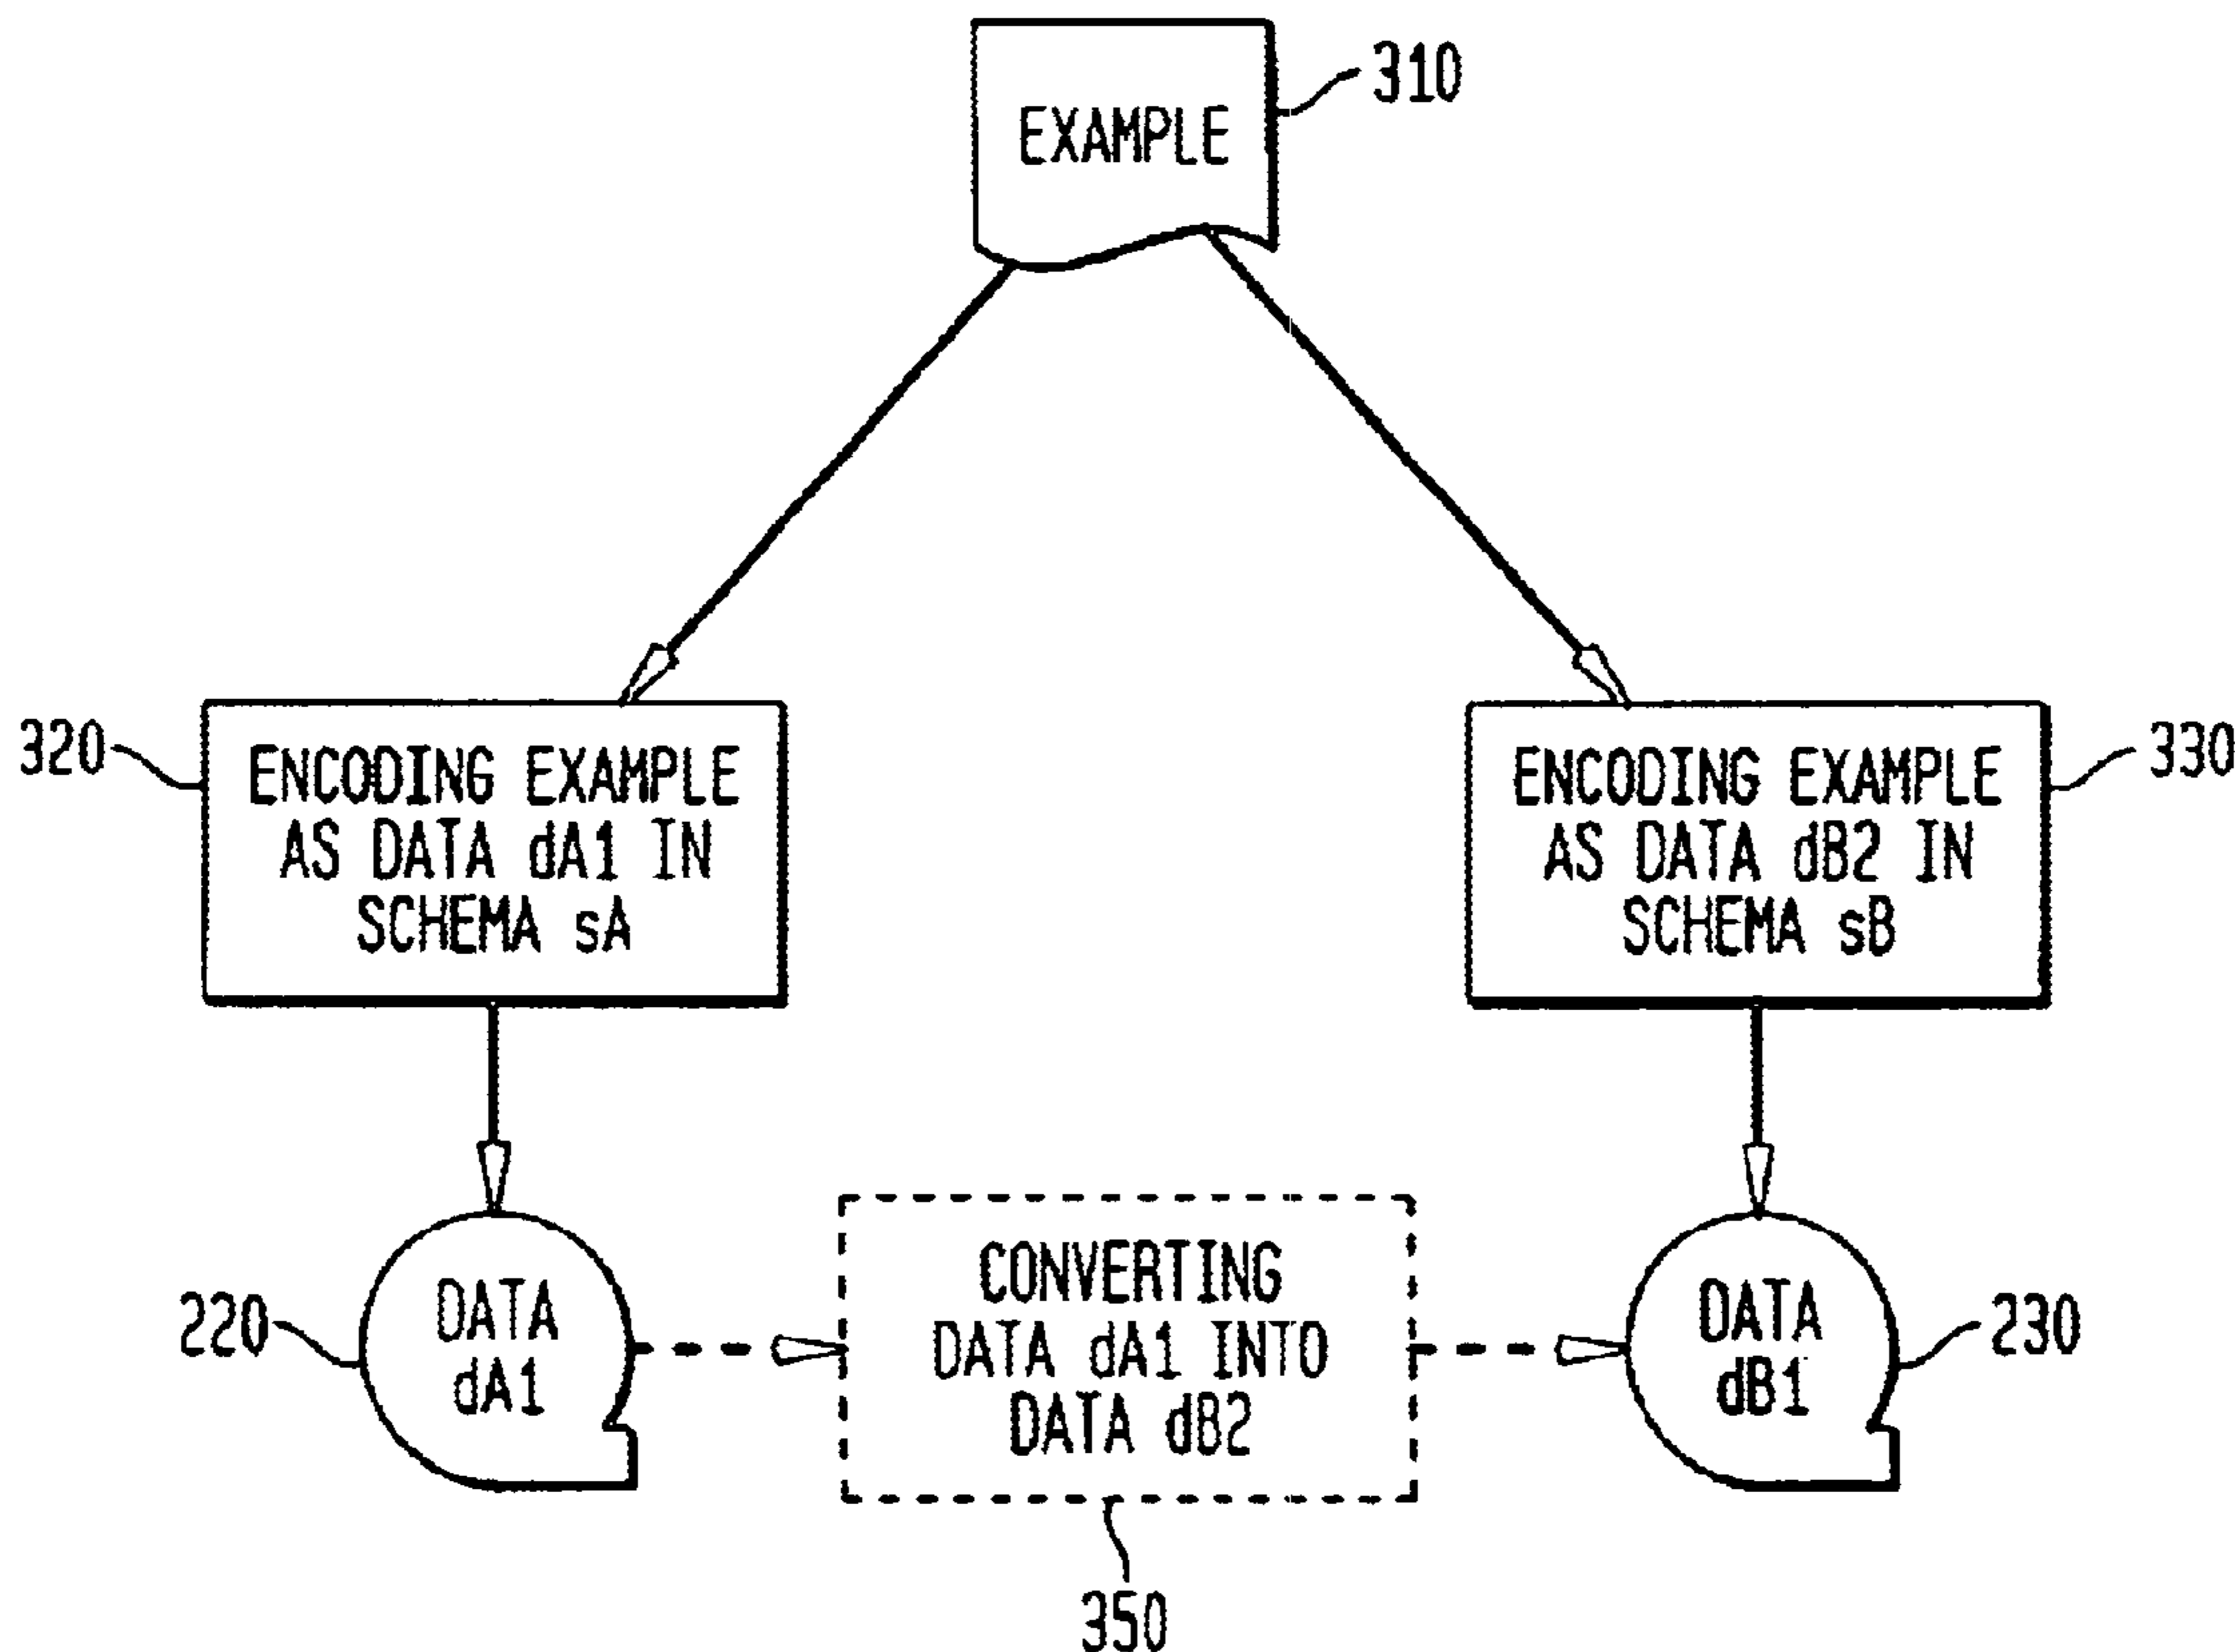 EXAMPLE
310
320
ENCODING EXAMPLE
AS DATA dA1 IN
SCHEMA sA
ENCODING EXAMPLE
AS DATA dB2 IN
SCHEMA sB
330
220
DATA
dA1
CONVERTING
DATA dA1 INTO
DATA dB2
350
DATA
dB1
230